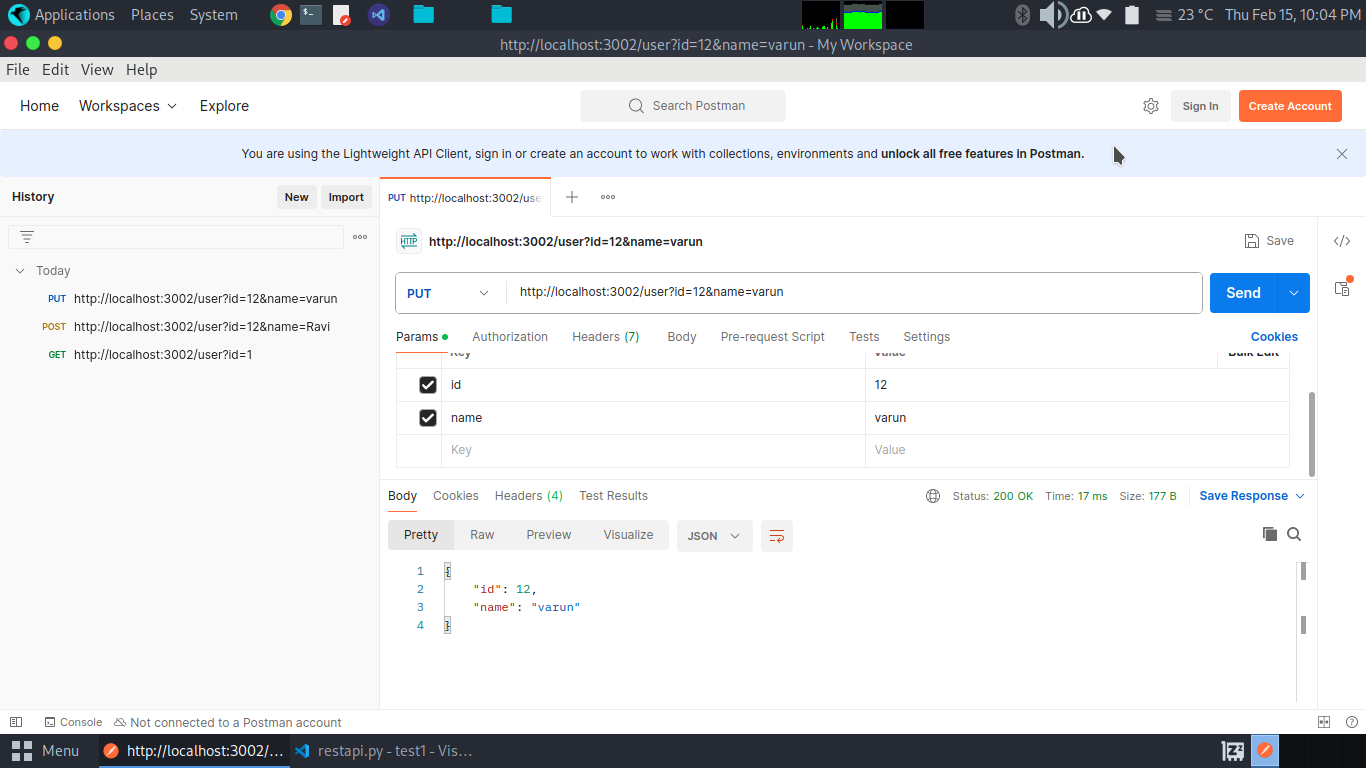 Applications Places System 23 °C Thu Feb 15, 10:04 PM
http://localhost:3002/user?id=12&name=varun - My Workspace
File Edit View Help
Home Workspaces Explore Search Postman Sign In Create Account
You are using the Lightweight API Client, sign in or create an account to work with collections, environments and unlock all free features in Postman.
History New Import PUT http://localhost:3002/use
HTTP http://localhost:3002/user?id=12&name=varun Save
Today
PUT http://localhost:3002/user?id=12&name=varun
POST http://localhost:3002/user?id=12&name=Ravi
GET http://localhost:3002/user?id=1
PUT http://localhost:3002/user?id=12&name=varun Send
Params Authorization Headers (7) Body Pre-request Script Tests Settings Cookies
Key Value Bulk Edit
id 12
name varun
Key Value
Body Cookies Headers (4) Test Results Status: 200 OK Time: 17 ms Size: 177 B Save Response
Pretty Raw Preview Visualize JSON
1 {
2 "id": 12,
3 "name": "varun"
4 }
Console Not connected to a Postman account
Menu http://localhost:3002/... restapi.py - test1 - Vis...